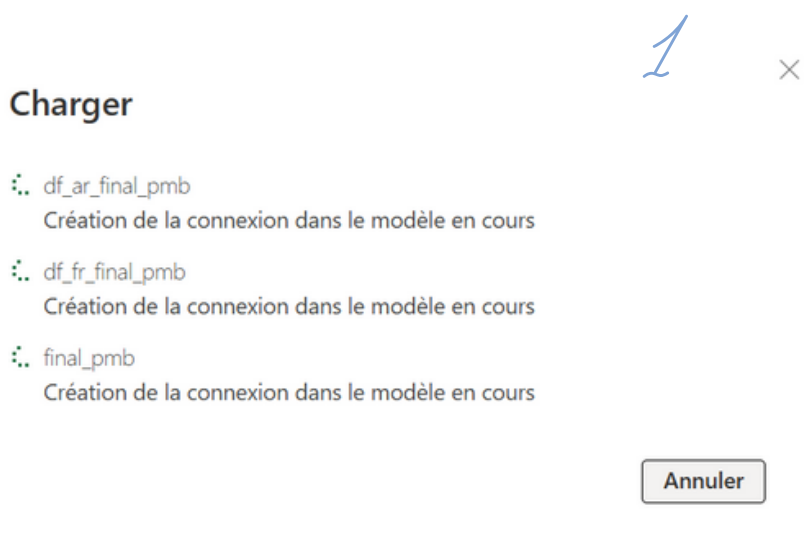 1
Charger
df_ar_final_pmb
Création de la connexion dans le modèle en cours
df_fr_final_pmb
Création de la connexion dans le modèle en cours
final_pmb
Création de la connexion dans le modèle en cours
Annuler